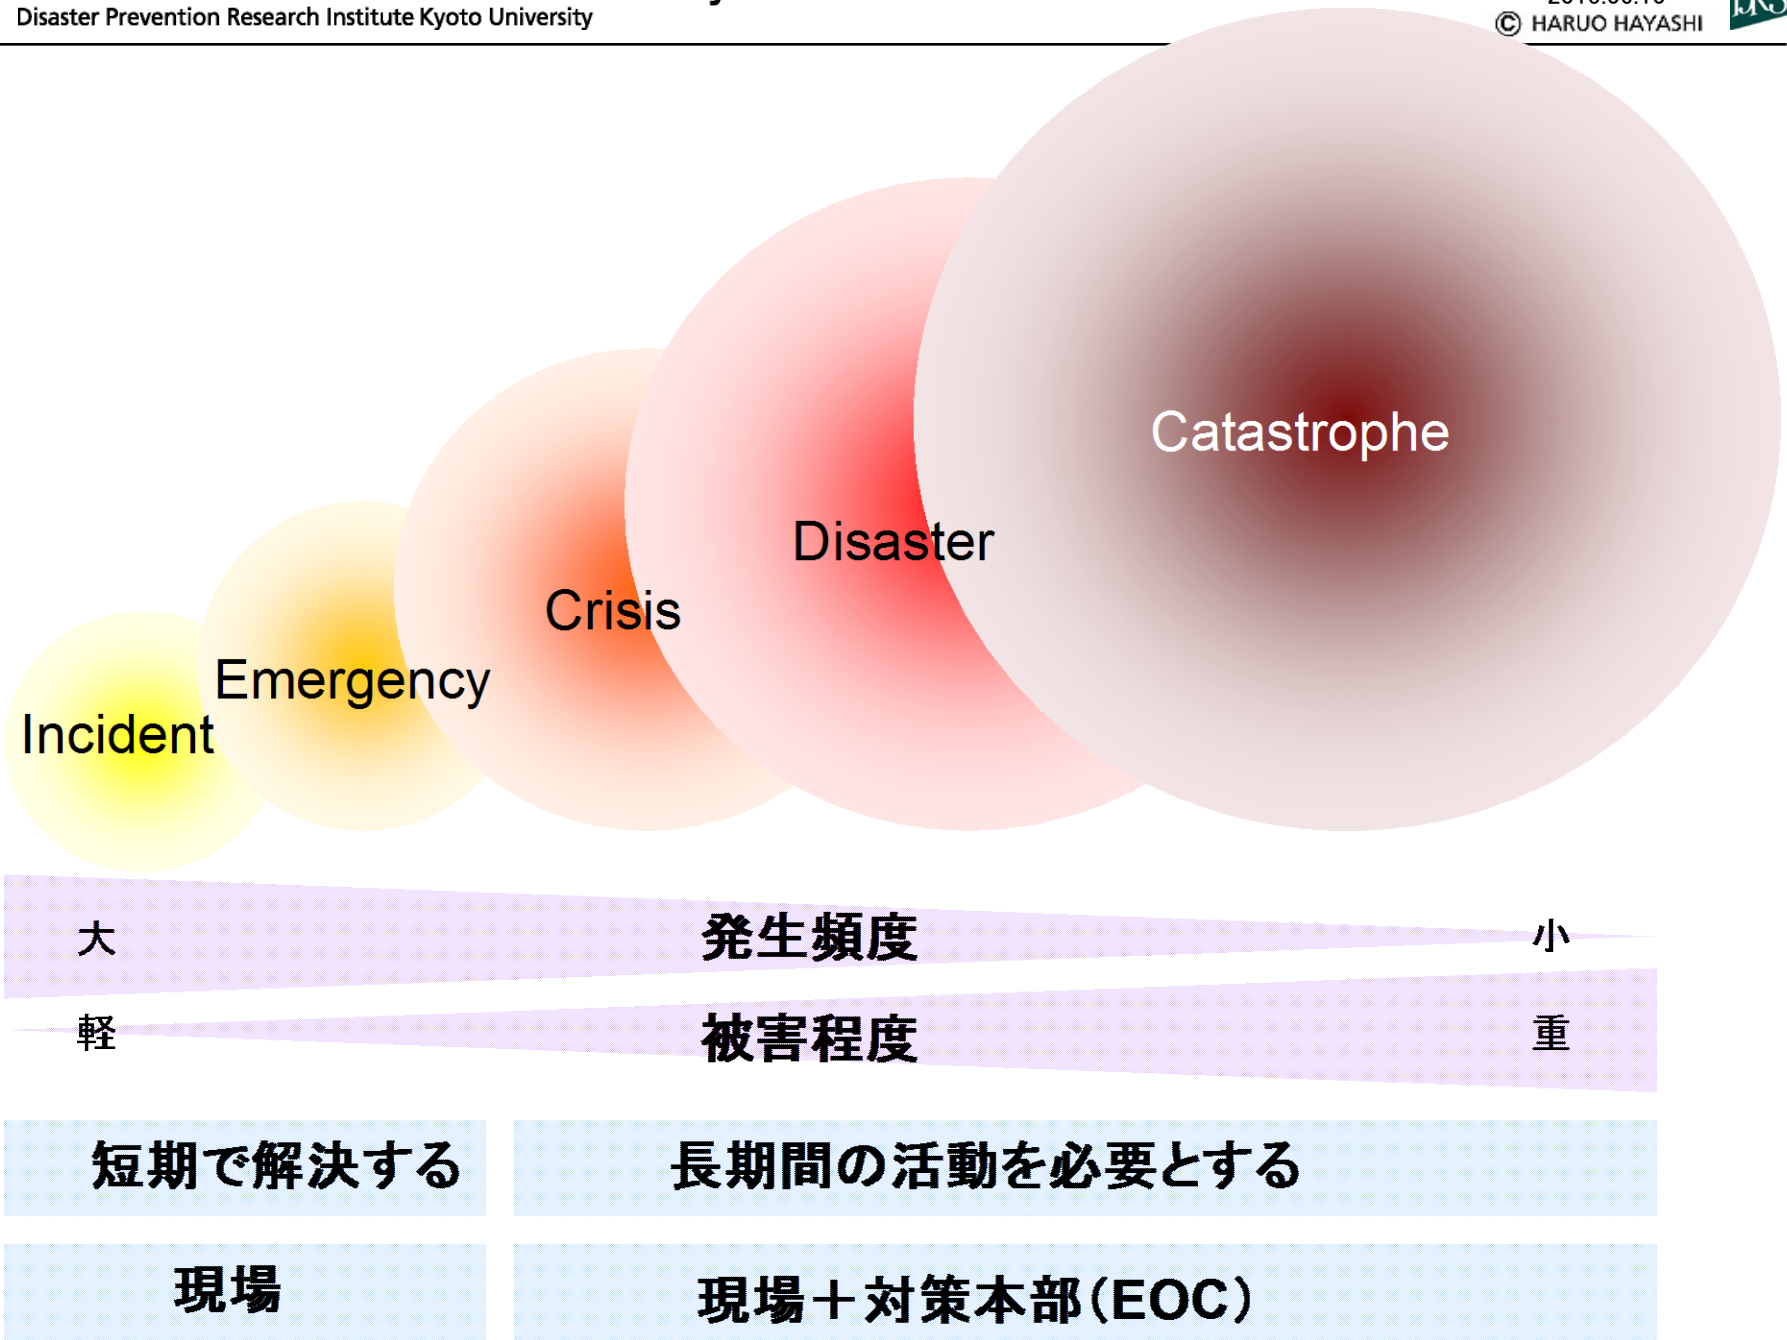 Disaster Prevention Research Institute Kyoto University
© HARUO HAYASHI
Catastrophe
Disaster
Crisis
Emergency
Incident
大 発生頻度 小
軽 被害程度 重
短期で解決する 長期間の活動を必要とする
現場 現場＋対策本部（EOC）